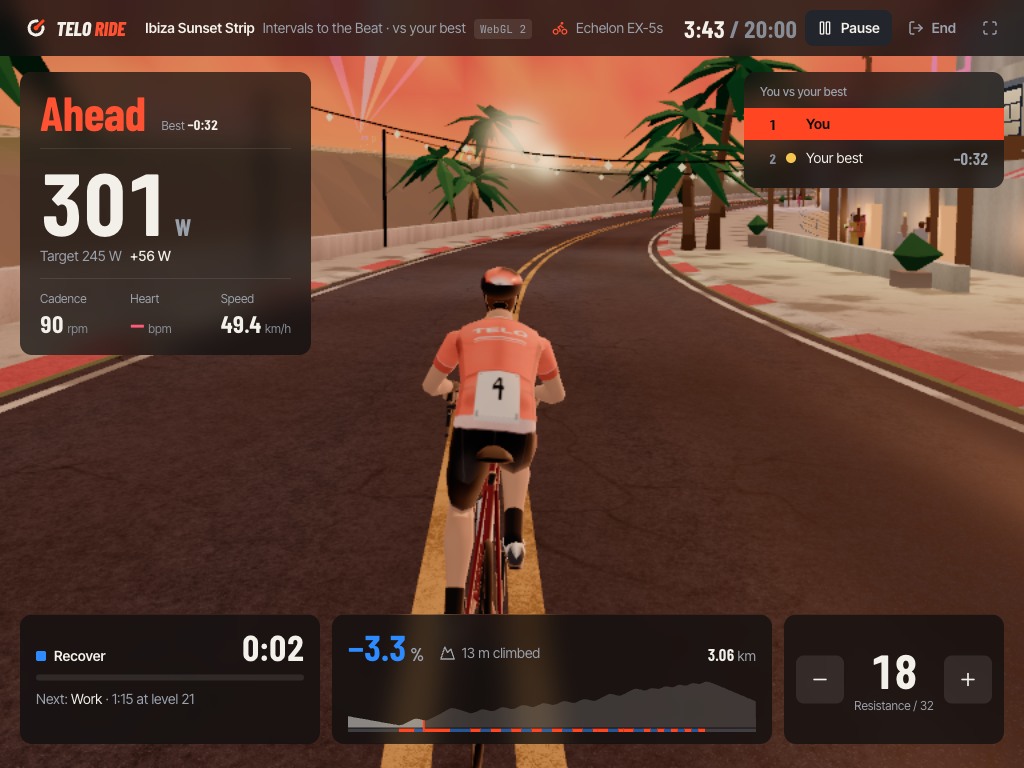 TELO RIDE Ibiza Sunset Strip Intervals to the Beat · vs your best WebGL 2 Echelon EX-5s 3:43 / 20:00 Pause End
Ahead Best −0:32
301 W
Target 245 W +56 W
Cadence Heart Speed
90 rpm — bpm 49.4 km/h
You vs your best
1 You
2 Your best −0:32
TELO
4
Recover 0:02
Next: Work · 1:15 at level 21
−3.3 % 13 m climbed 3.06 km
− 18 +
Resistance / 32